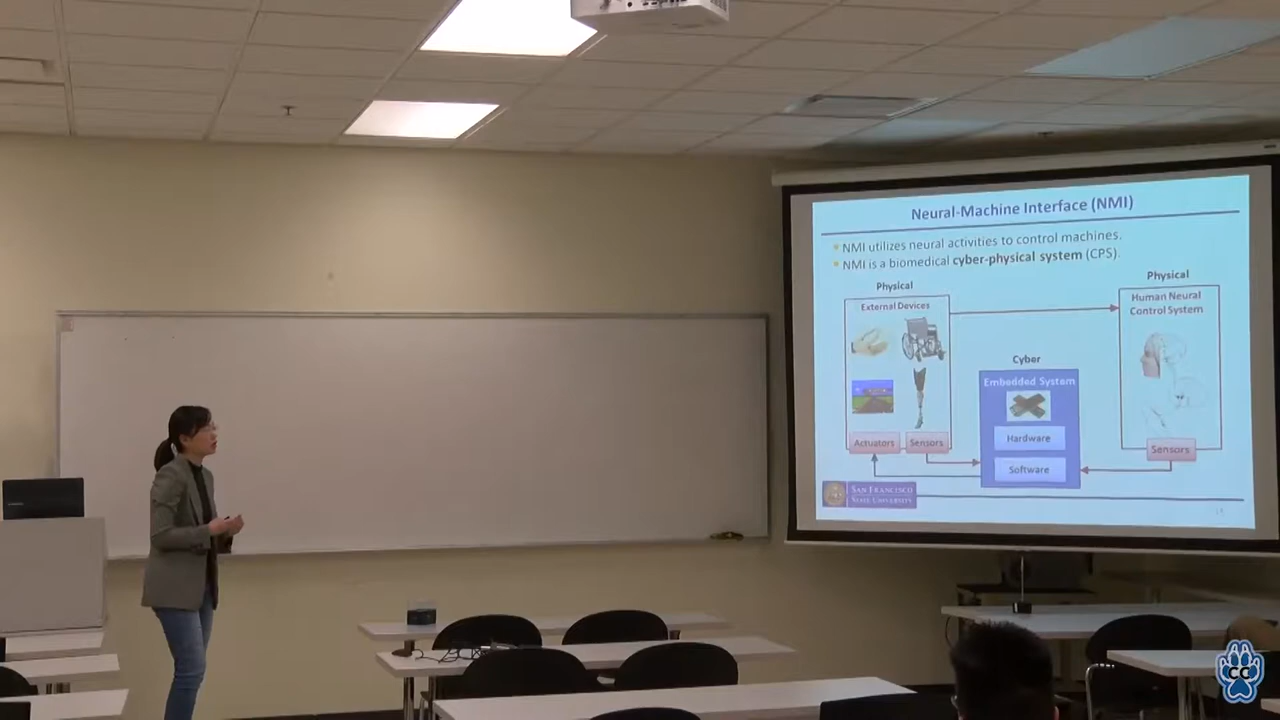 Neural-Machine Interface (NMI)
NMI utilizes neural activities to control machines.
NMI is a biomedical cyber-physical system (CPS).
Physical
External Devices
Actuators
Sensors
Cyber
Embedded System
Hardware
Software
Physical
Human Neural
Control System
Sensors
SAN FRANCISCO
STATE UNIVERSITY
CC